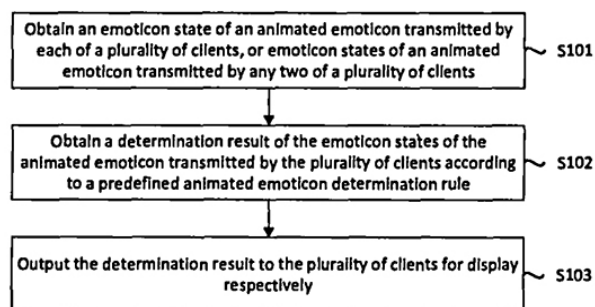 Obtain an emoticon state of an animated emoticon transmitted by
each of a plurality of clients, or emoticon states of an animated
emoticon transmitted by any two of a plurality of clients
S101
Obtain a determination result of the emoticon states of the
animated emoticon transmitted by the plurality of clients according
to a predefined animated emoticon determination rule
S102
Output the determination result to the plurality of clients for display
respectively
S103